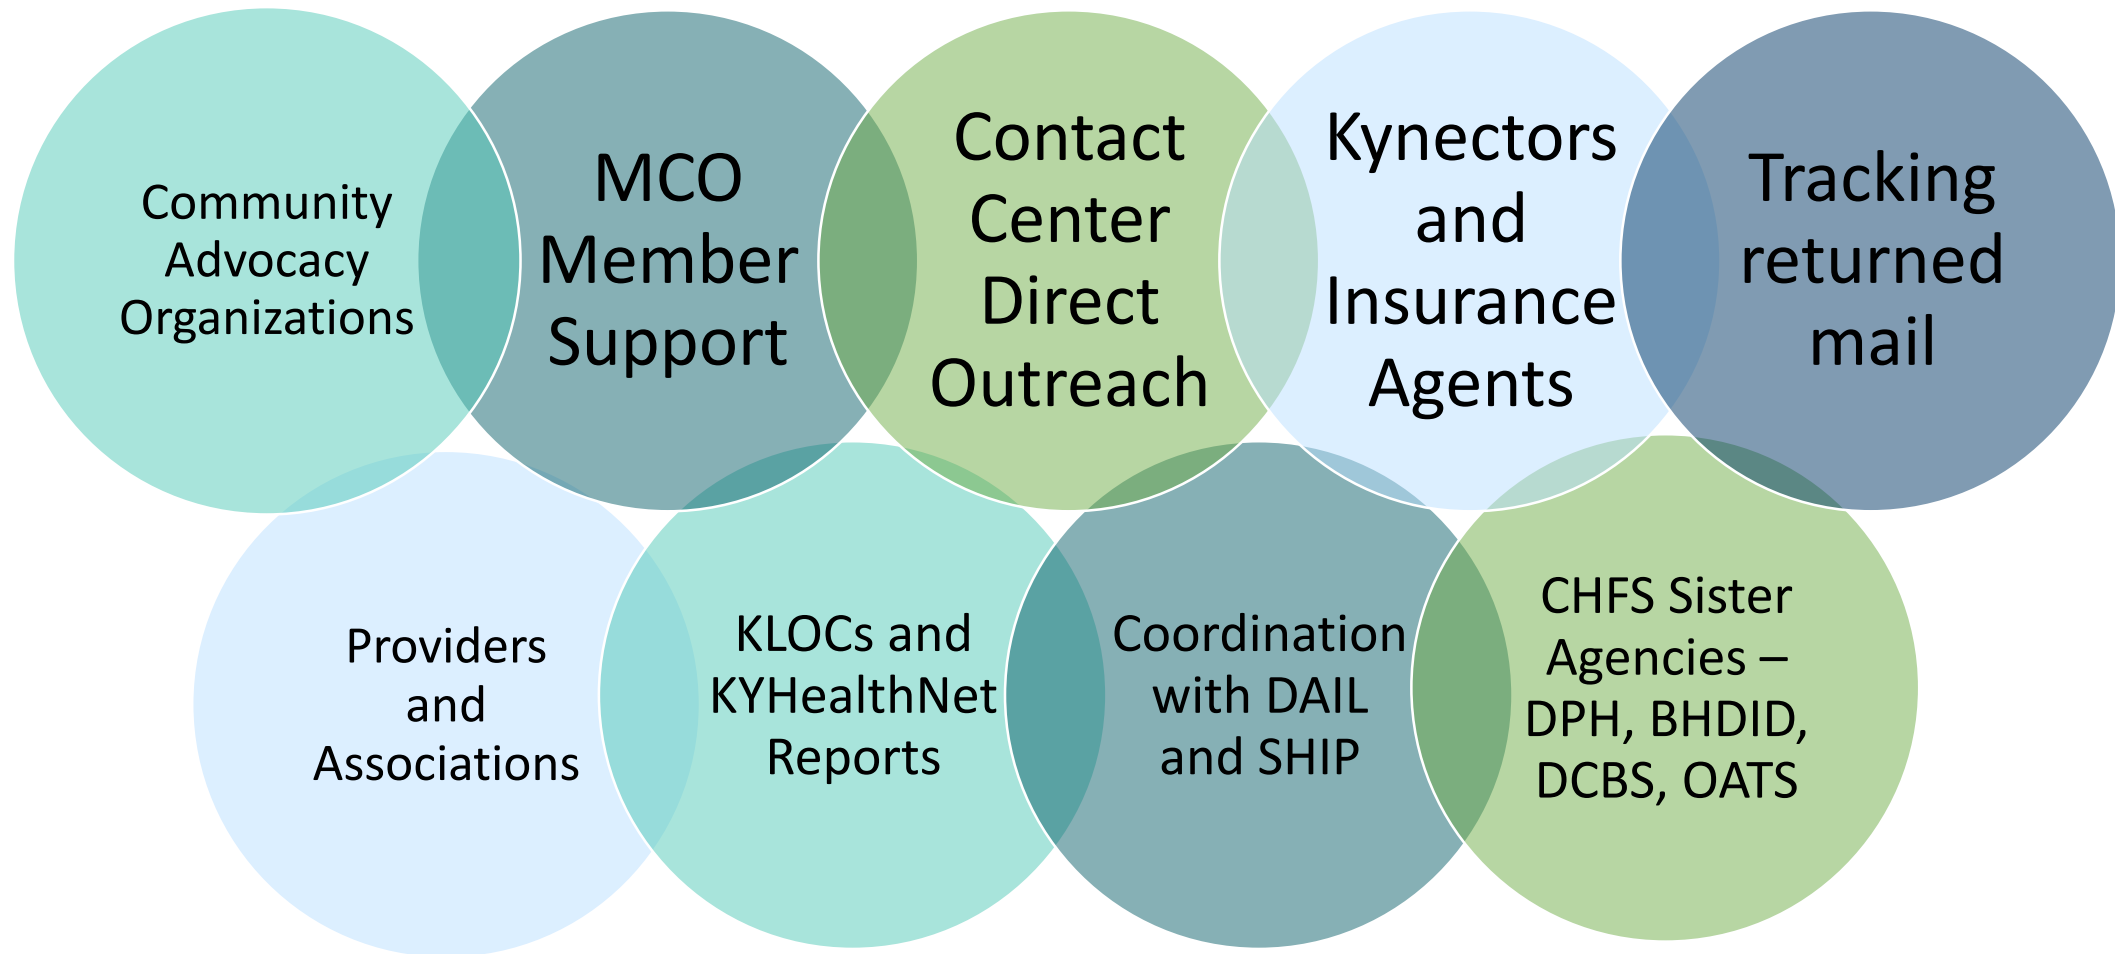 Community
Advocacy
Organizations
MCO
Member
Support
Contact
Center
Direct
Outreach
Kynectors
and
Insurance
Agents
Tracking
returned
mail
Providers
and
Associations
KLOCs and
KYHealthNet
Reports
Coordination
with DAIL
and SHIP
CHFS Sister
Agencies –
DPH, BHDID,
DCBS, OATS